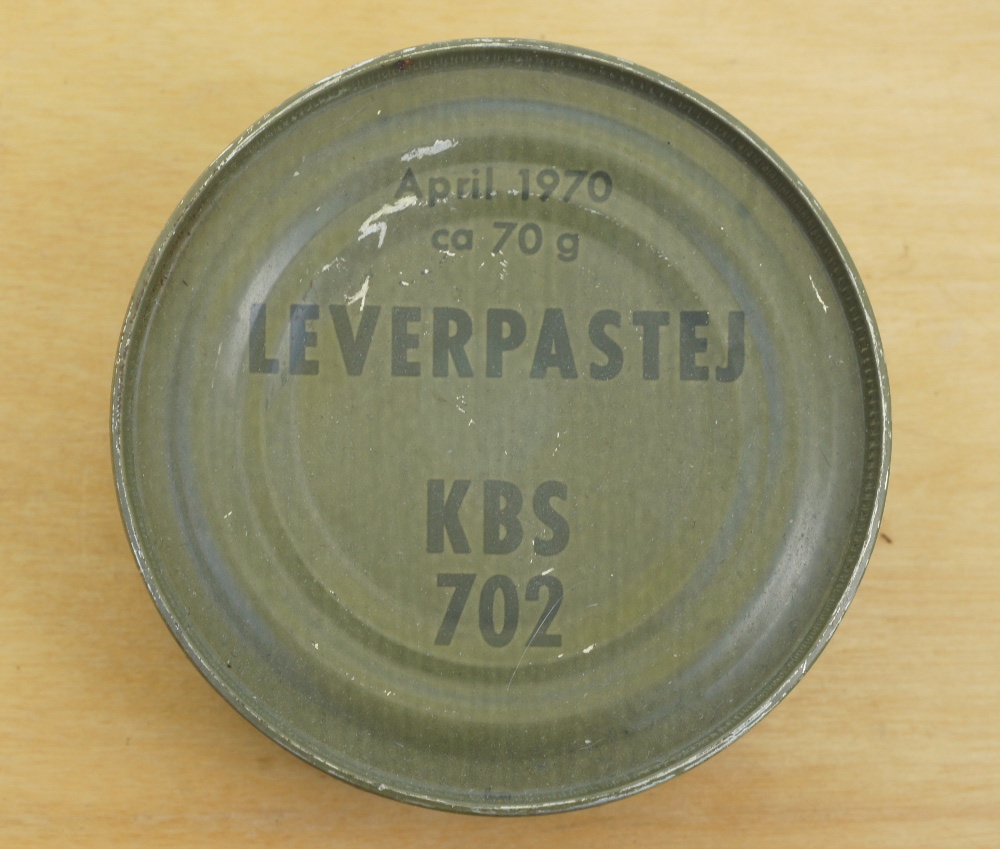 April 1970
ca 70 g
LEVERPASTEJ
KBS
702